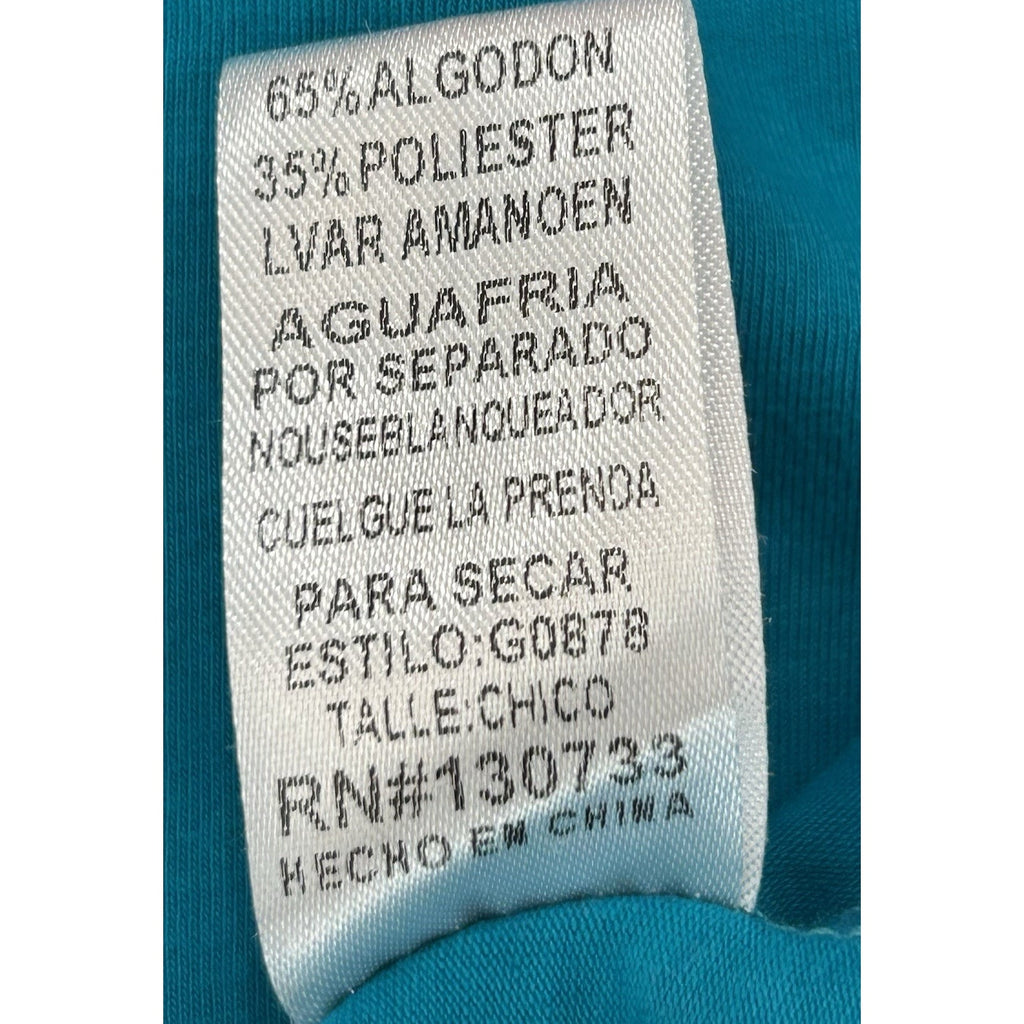 65% ALGODON
35% POLIESTER
LVAR AMANOEN
AGUAFRIA
POR SEPARADO
NOUSEBLANQUEADOR
CUELGUE LA PRENDA
PARA SECAR
ESTILO:G0878
TALLE:CHICO
RN#130733
HECHO EN CHINA